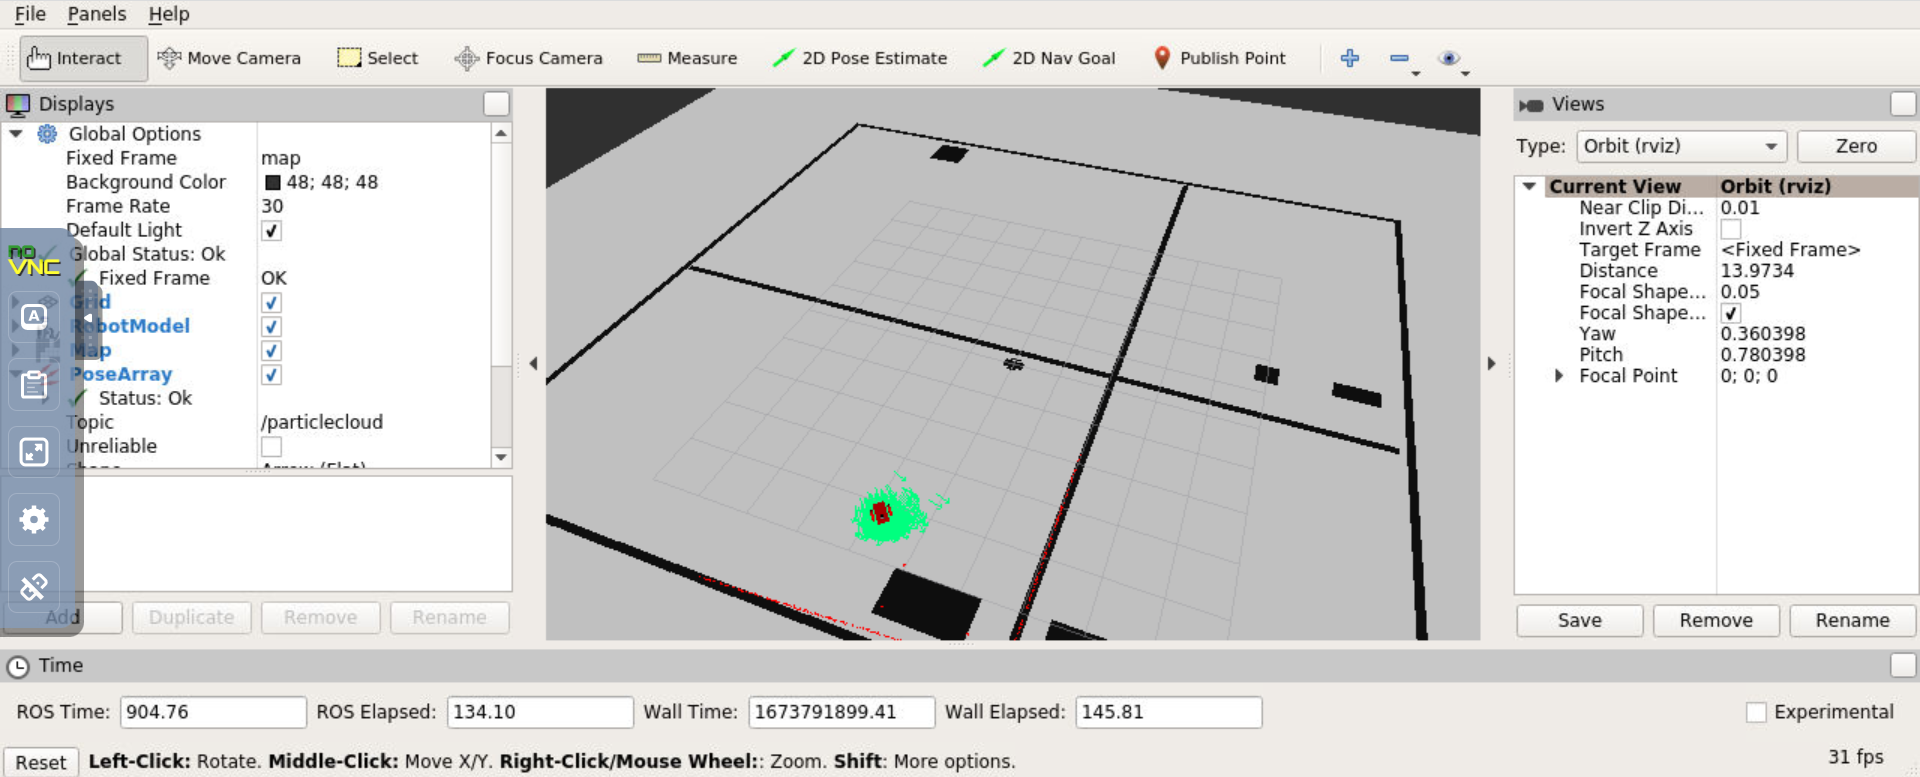 File Panels Help
Interact Move Camera Select Focus Camera Measure 2D Pose Estimate 2D Nav Goal Publish Point
Displays
Global Options
Fixed Frame map
Background Color 48; 48; 48
Frame Rate 30
Default Light
Global Status: Ok
Fixed Frame OK
Grid
RobotModel
Map
PoseArray
Status: Ok
Topic /particlecloud
Unreliable
noVNC
A
Add Duplicate Remove Rename
Views
Type: Orbit (rviz) Zero
Current View Orbit (rviz)
Near Clip Di... 0.01
Invert Z Axis
Target Frame <Fixed Frame>
Distance 13.9734
Focal Shape... 0.05
Focal Shape...
Yaw 0.360398
Pitch 0.780398
Focal Point 0; 0; 0
Save Remove Rename
Time
ROS Time: 904.76 ROS Elapsed: 134.10 Wall Time: 1673791899.41 Wall Elapsed: 145.81 Experimental
Reset Left-Click: Rotate. Middle-Click: Move X/Y. Right-Click/Mouse Wheel:: Zoom. Shift: More options. 31 fps